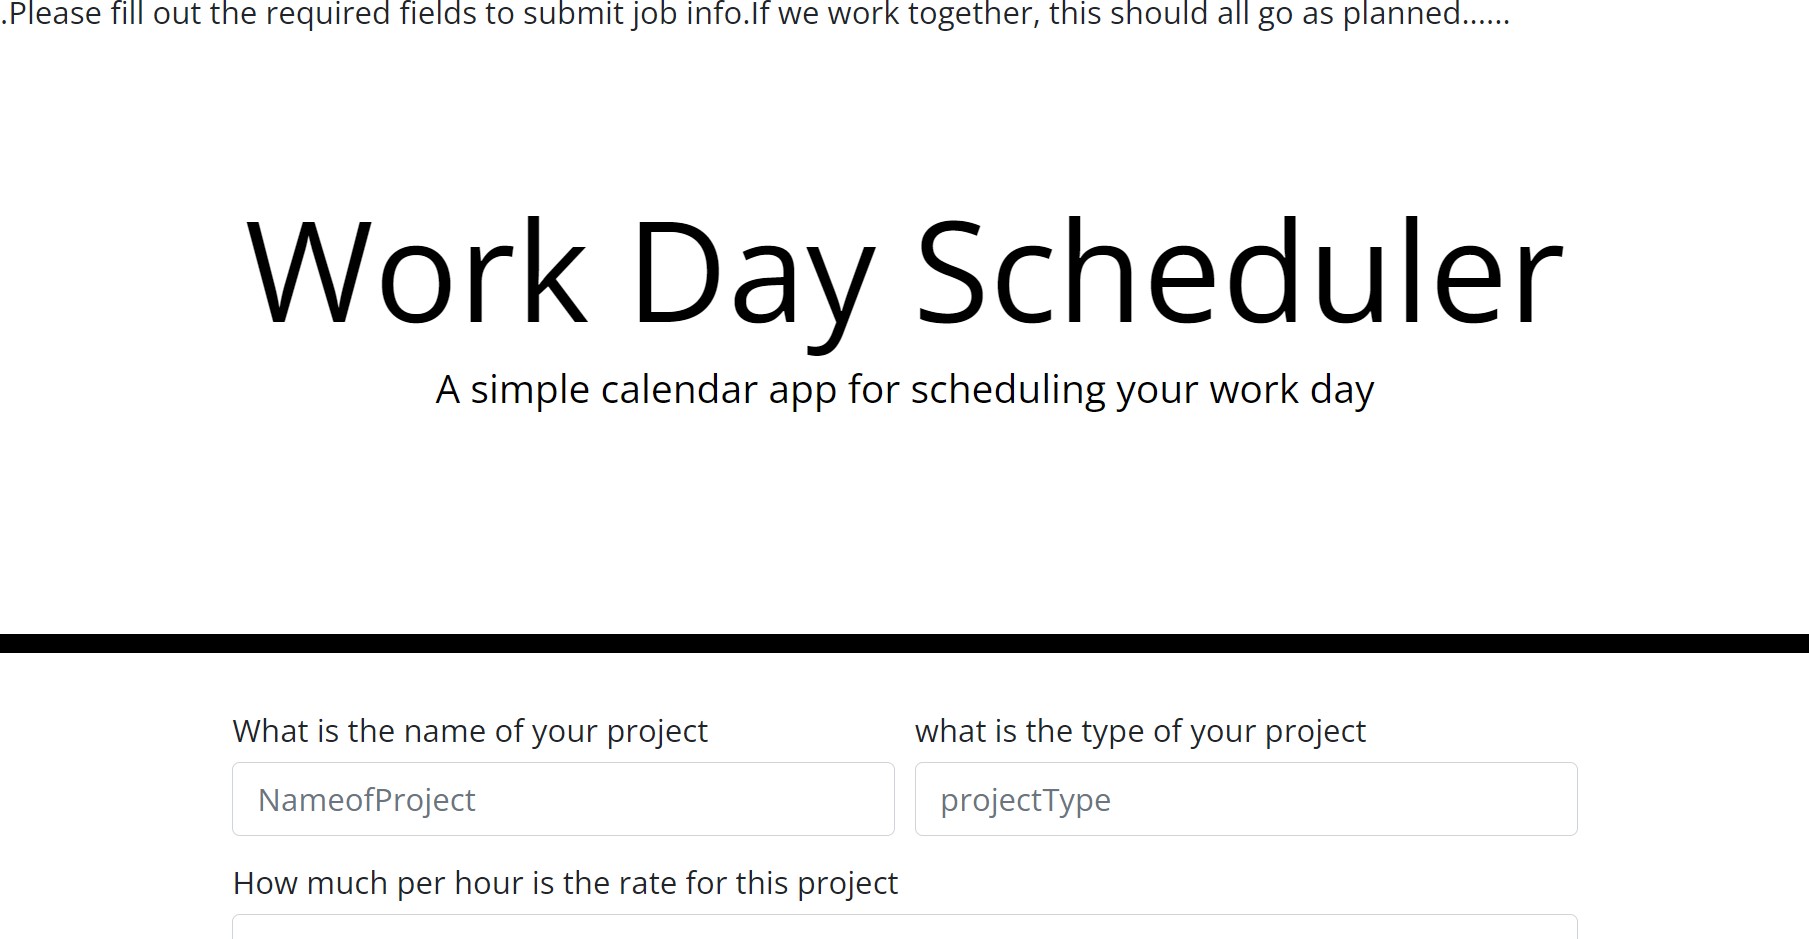 .Please fill out the required fields to submit job info.If we work together, this should all go as planned......
Work Day Scheduler
A simple calendar app for scheduling your work day
What is the name of your project
what is the type of your project
NameofProject
projectType
How much per hour is the rate for this project